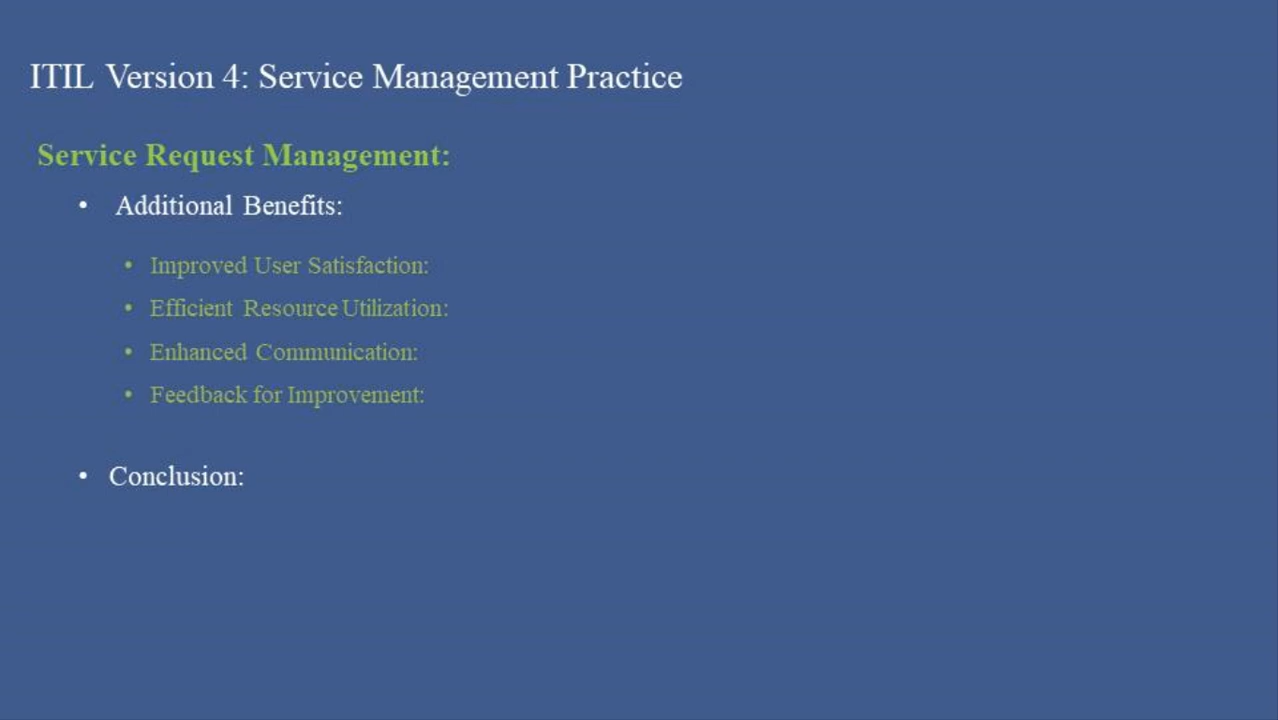 ITIL Version 4: Service Management Practice
Service Request Management:
• Additional Benefits:
• Improved User Satisfaction:
• Efficient Resource Utilization:
• Enhanced Communication:
• Feedback for Improvement:
• Conclusion: